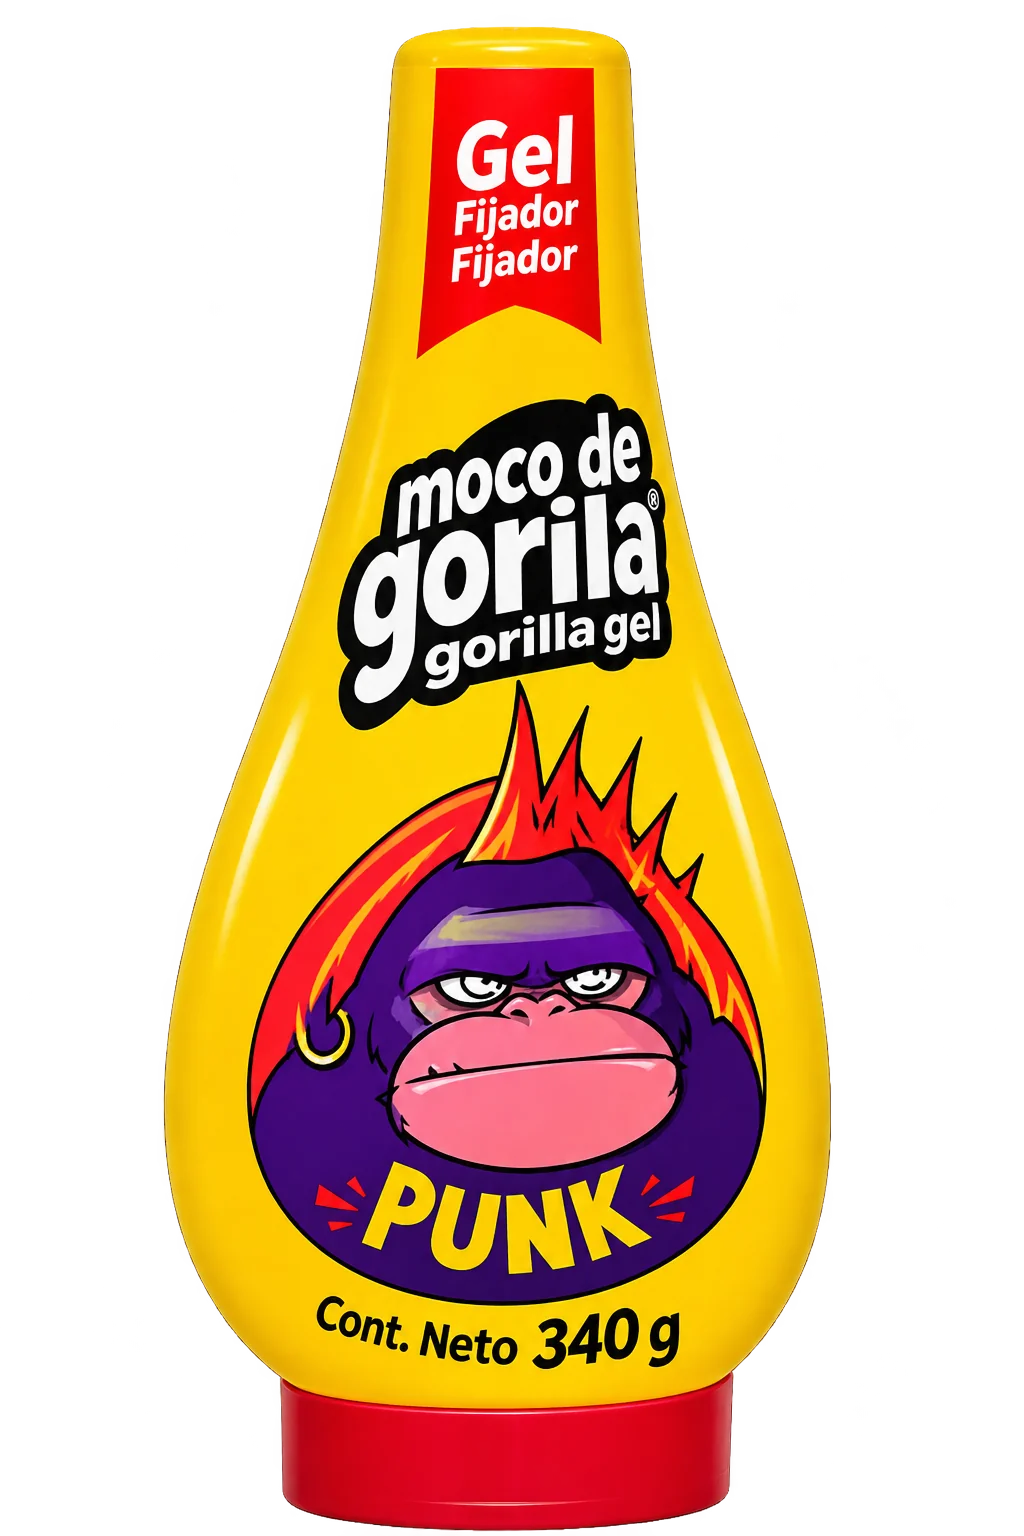 Gel
Fijador
Fijador
moco de
gorila®
gorilla gel
PUNK
Cont. Neto 340 g